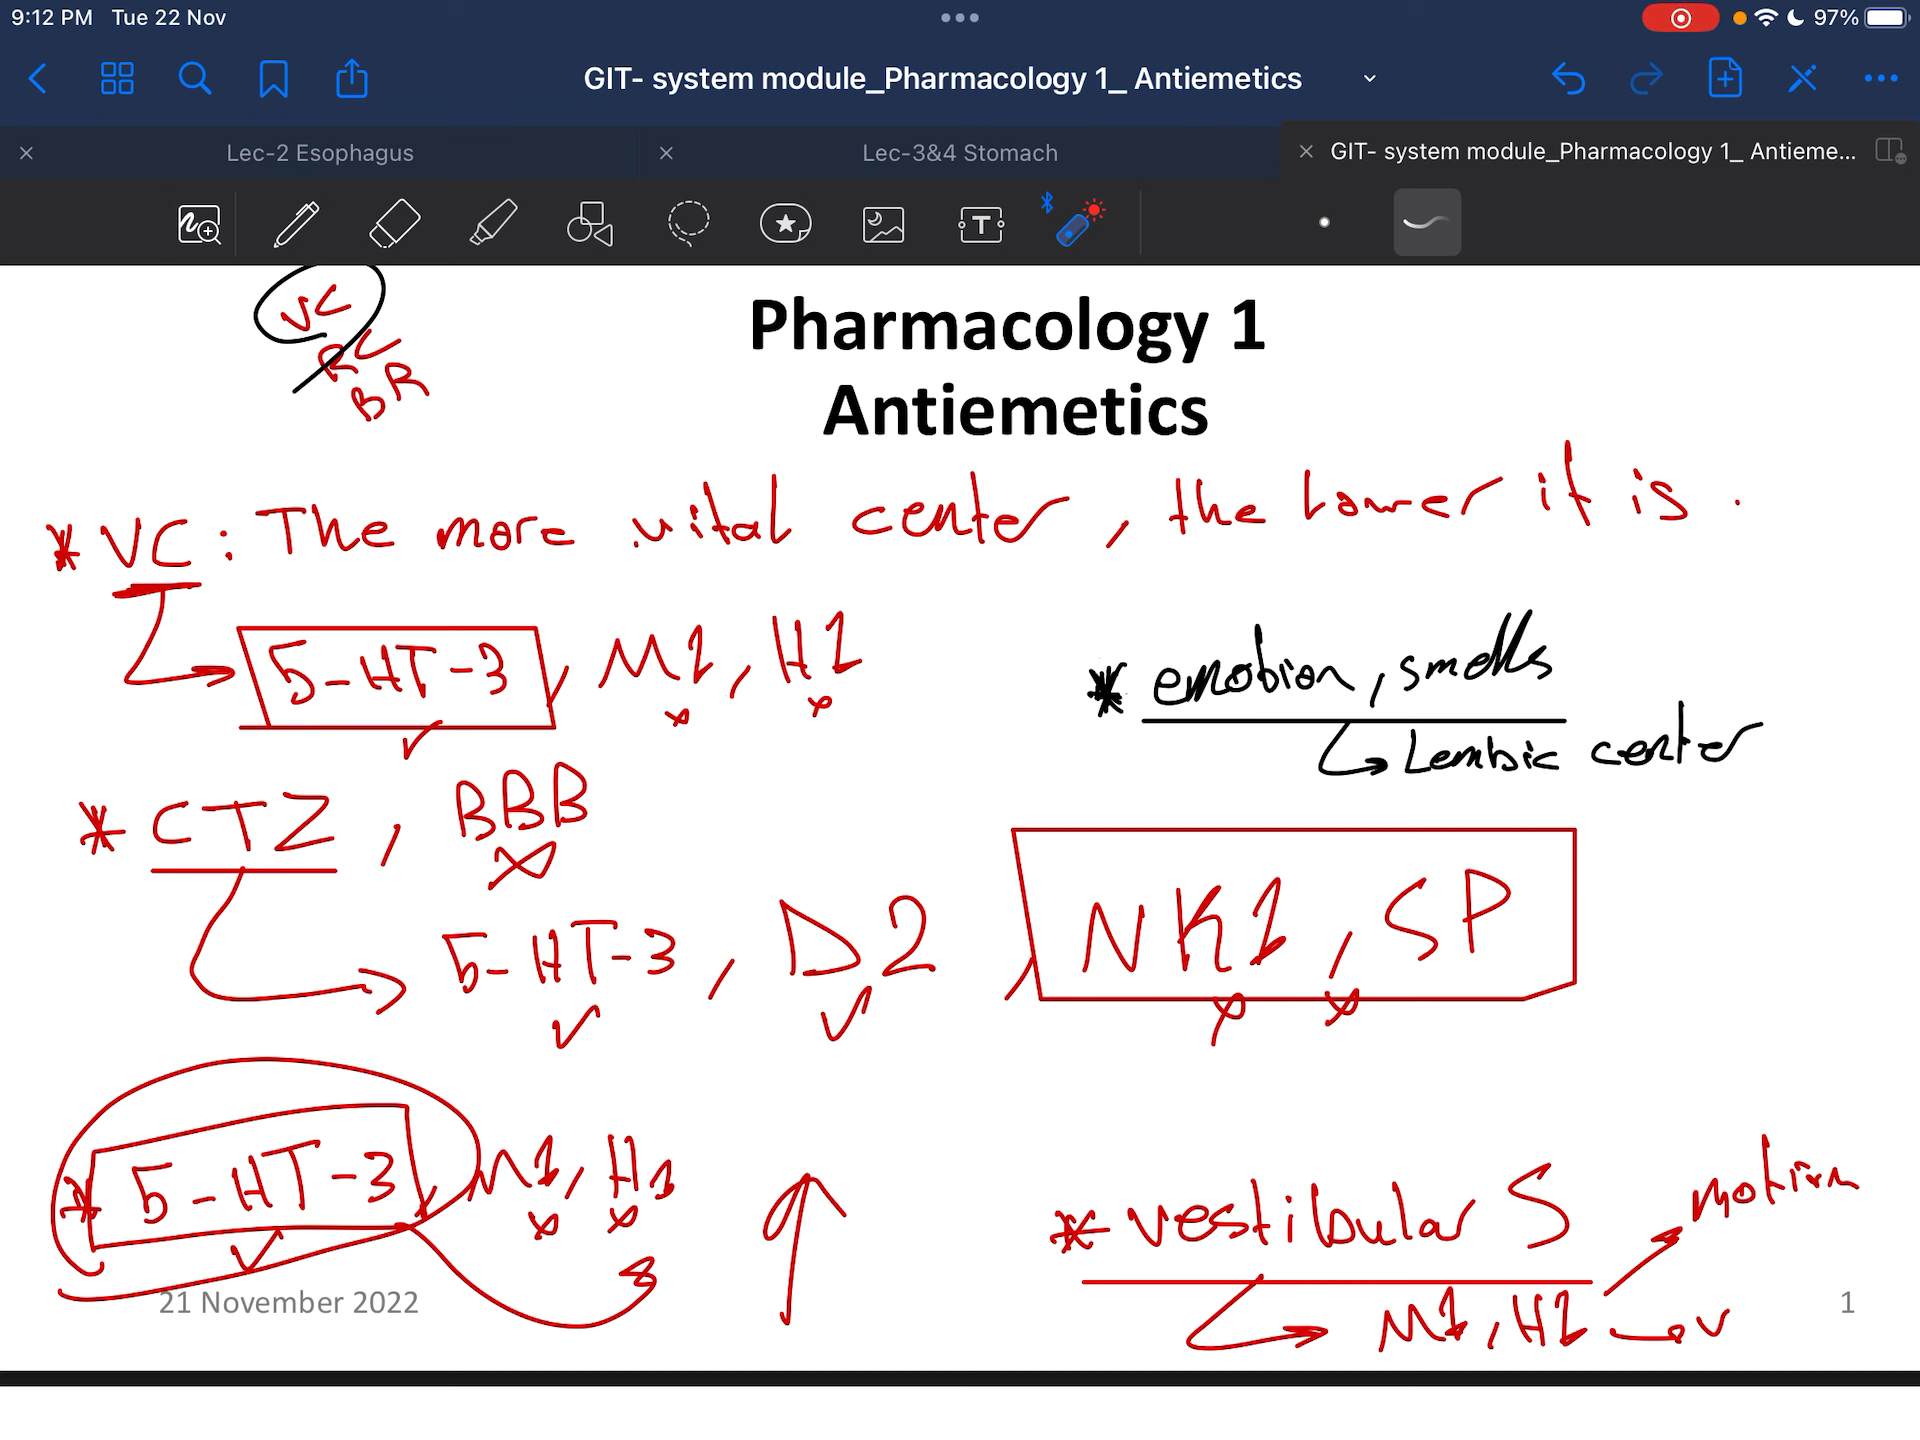 9:12 PM Tue 22 Nov 97%
GIT- system module_Pharmacology 1_ Antiemetics
Lec-2 Esophagus
Lec-3&4 Stomach
GIT- system module_Pharmacology 1_ Antieme...
T
VC
RC
BR
Pharmacology 1
Antiemetics
* VC : The more vital center , the lower it is .
5-HT-3 , M1 , H1
* emotion , smells
Lembic center
* CTZ , BBB
5-HT-3 , D2 , NK1 , SP
* 5-HT-3 , M1 , H1
* vestibular S
motion
M1 , H1
21 November 2022
1